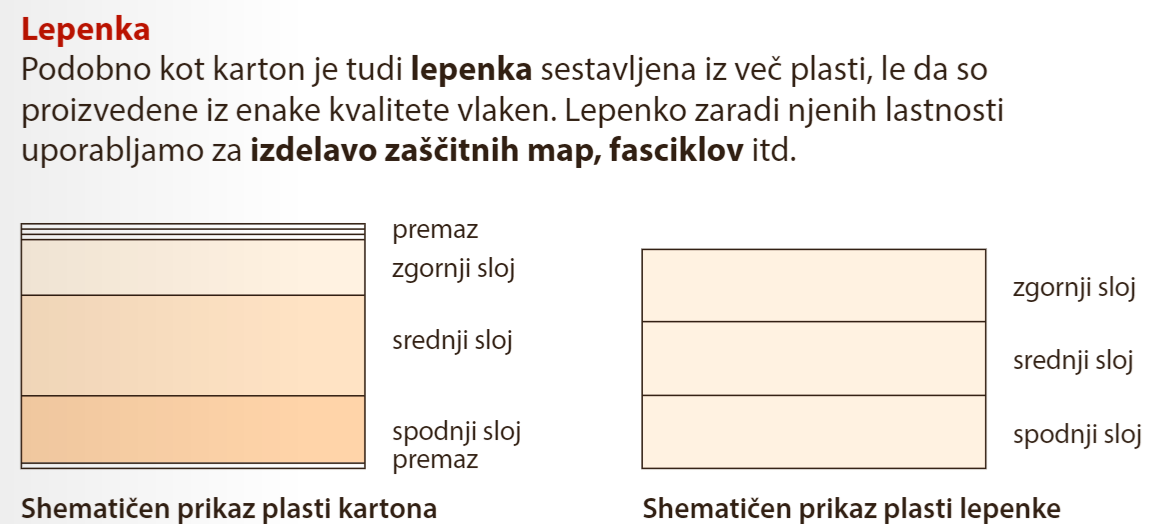 Lepenka
Podobno kot karton je tudi lepenka sestavljena iz več plasti, le da so
proizvedene iz enake kvalitete vlaken. Lepenko zaradi njenih lastnosti
uporabljamo za izdelavo zaščitnih map, fasciklov itd.
premaz
zgornji sloj
srednji sloj
spodnji sloj
premaz
Shematičen prikaz plasti kartona
zgornji sloj
srednji sloj
spodnji sloj
Shematičen prikaz plasti lepenke